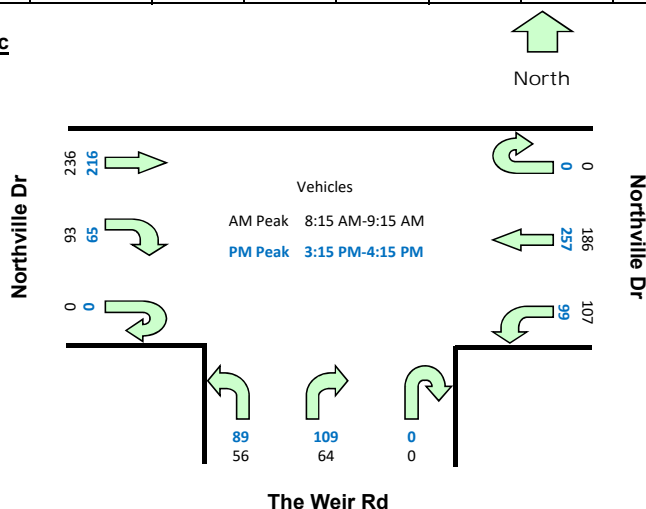 c
North
236
216
0
0
Vehicles
Northville Dr
AM Peak 8:15 AM-9:15 AM
PM Peak 3:15 PM-4:15 PM
93
65
257
186
Northville Dr
0
0
99
107
89
109
0
56
64
0
The Weir Rd